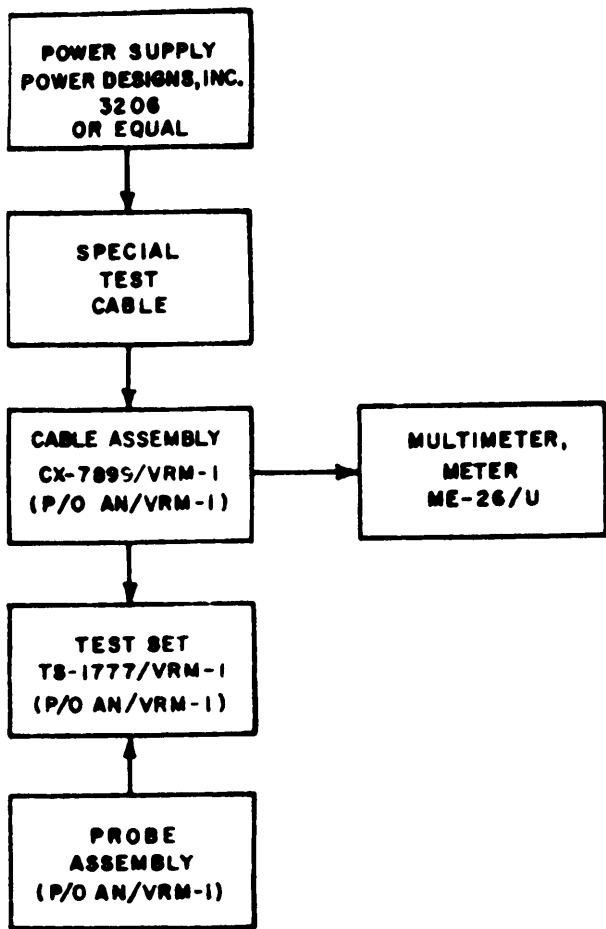 POWER SUPPLY
POWER DESIGNS, INC.
3206
OR EQUAL
SPECIAL
TEST
CABLE
CABLE ASSEMBLY
CX-7899/VRM-1
(P/O AN/VRM-1)
MULTIMETER,
METER
ME-26/U
TEST SET
TS-1777/VRM-1
(P/O AN/VRM-1)
PROBE
ASSEMBLY
(P/O AN/VRM-1)